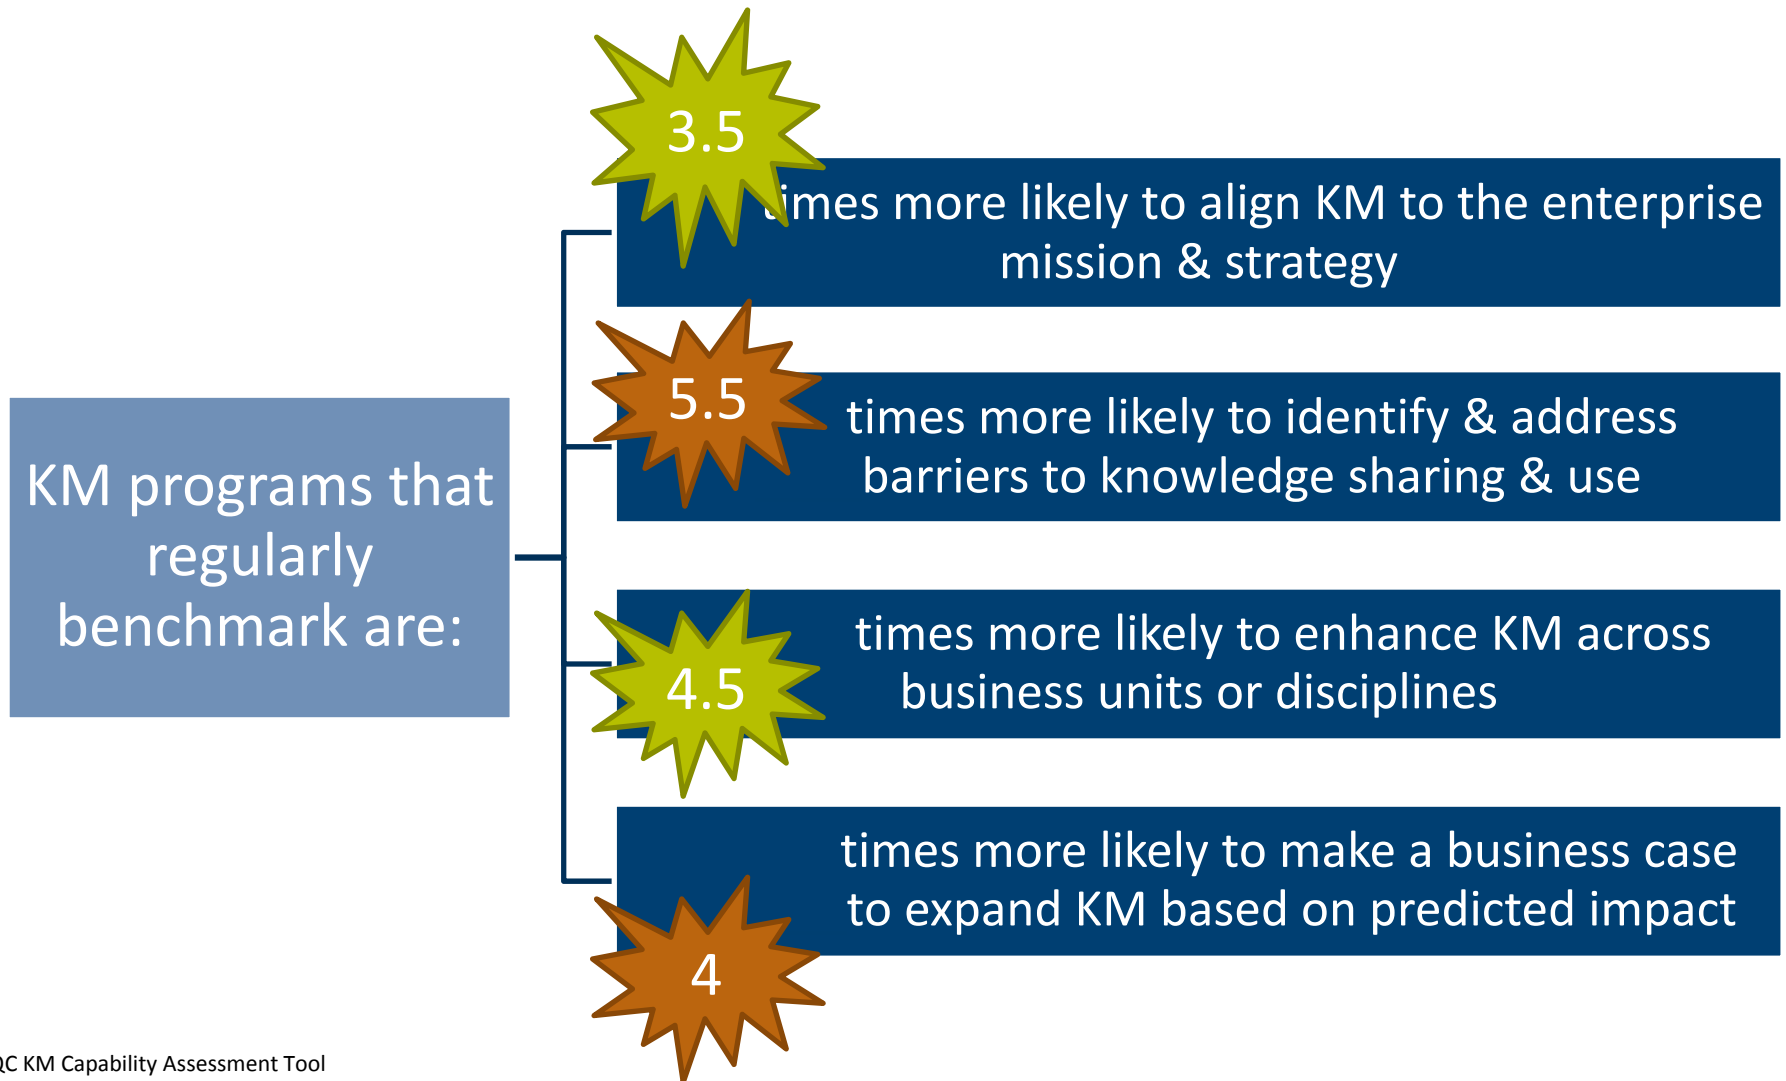 KM programs that
regularly
benchmark are:
3.5
times more likely to align KM to the enterprise
mission & strategy
5.5
times more likely to identify & address
barriers to knowledge sharing & use
4.5
times more likely to enhance KM across
business units or disciplines
4
times more likely to make a business case
to expand KM based on predicted impact
KM Capability Assessment Tool